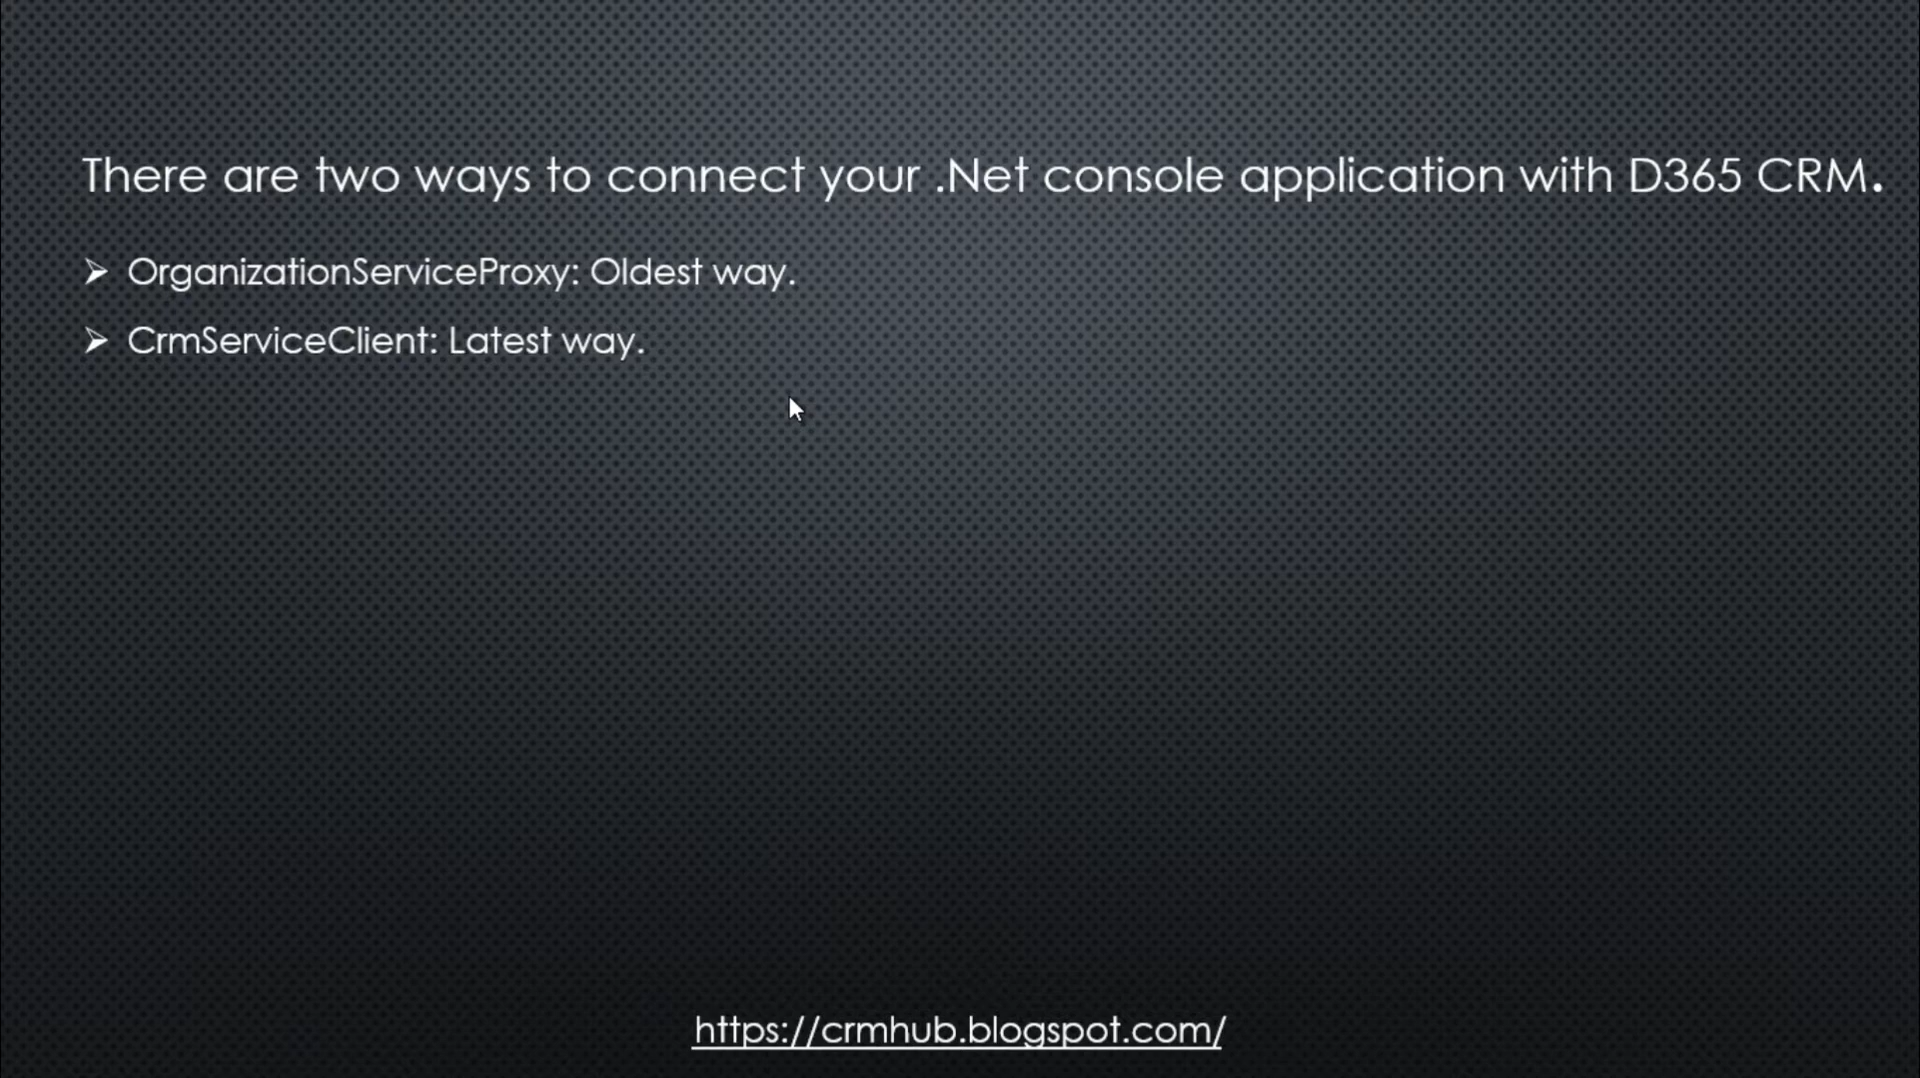 There are two ways to connect your .Net console application with D365 CRM.
➢ OrganizationServiceProxy: Oldest way.
➢ CrmServiceClient: Latest way.
https://crmhub.blogspot.com/